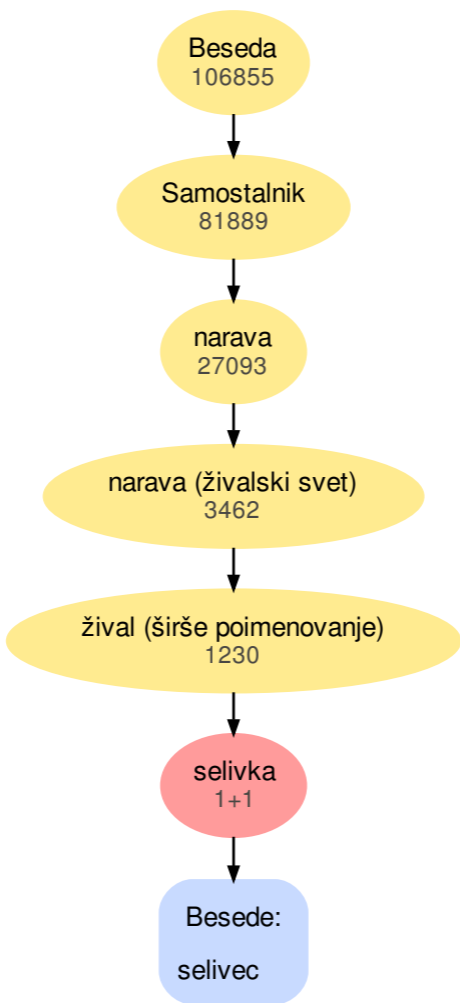 Beseda
106855
Samostalnik
81889
narava
27093
narava (živalski svet)
3462
žival (širše poimenovanje)
1230
selivka
1+1
Besede:
selivec